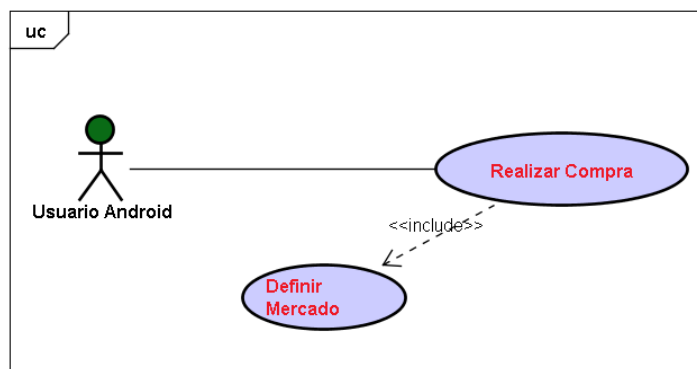 uc
Realizar Compra
Usuario Android
<<include>>
Definir
Mercado